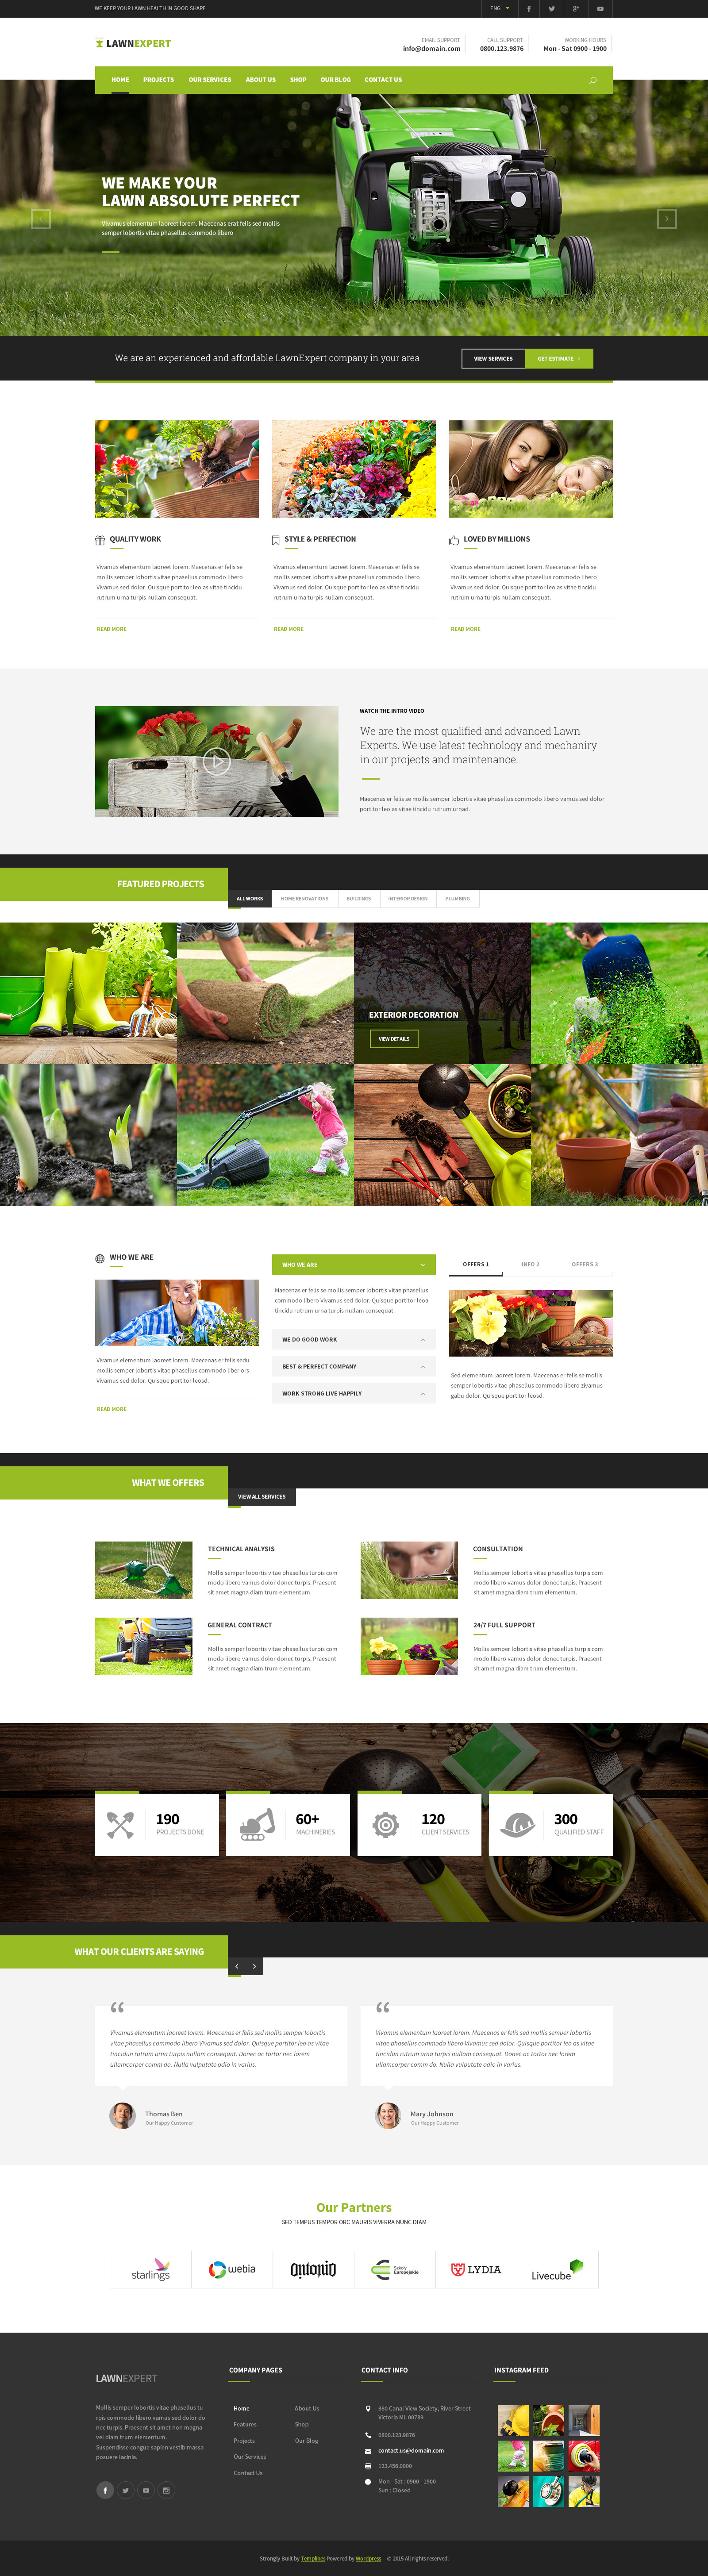 WE KEEP YOUR LAWN HEALTH IN GOOD SHAPE
ENG
LAWNEXPERT
EMAIL SUPPORT
info@domain.com
CALL SUPPORT
0800.123.9876
WORKING HOURS
Mon - Sat 0900 - 1900
HOME PROJECTS OUR SERVICES ABOUT US SHOP OUR BLOG CONTACT US
WE MAKE YOUR
LAWN ABSOLUTE PERFECT
Vivamus elementum laoreet lorem. Maecenas erat felis sed mollis
semper lobortis vitae phasellus commodo libero
We are an experienced and affordable LawnExpert company in your area
VIEW SERVICES
GET ESTIMATE
QUALITY WORK
Vivamus elementum laoreet lorem. Maecenas er felis se
mollis semper lobortis vitae phasellus commodo libero
Vivamus sed dolor. Quisque portitor leo as vitae tincidu
rutrum urna turpis nullam consequat.
READ MORE
STYLE & PERFECTION
Vivamus elementum laoreet lorem. Maecenas er felis se
mollis semper lobortis vitae phasellus commodo libero
Vivamus sed dolor. Quisque portitor leo as vitae tincidu
rutrum urna turpis nullam consequat.
READ MORE
LOVED BY MILLIONS
Vivamus elementum laoreet lorem. Maecenas er felis se
mollis semper lobortis vitae phasellus commodo libero
Vivamus sed dolor. Quisque portitor leo as vitae tincidu
rutrum urna turpis nullam consequat.
READ MORE
WATCH THE INTRO VIDEO
We are the most qualified and advanced Lawn
Experts. We use latest technology and mechaniry
in our projects and maintenance.
Maecenas er felis se mollis semper lobortis vitae phasellus commodo libero vamus sed dolor
portitor leo as vitae tincidu rutrum urnad.
FEATURED PROJECTS
ALL WORKS HOME RENOVATIONS BUILDINGS INTERIOR DESIGN PLUMBING
EXTERIOR DECORATION
VIEW DETAILS
WHO WE ARE
Vivamus elementum laoreet lorem. Maecenas er felis sedu
mollis semper lobortis vitae phasellus commodo liber ors
Vivamus sed dolor. Quisque portitor leosd.
READ MORE
WHO WE ARE
Maecenas er felis se mollis semper lobortis vitae phasellus
commodo libero Vivamus sed dolor. Quisque portitor leoa
tincidu rutrum urna turpis nullam consequat.
WE DO GOOD WORK
BEST & PERFECT COMPANY
WORK STRONG LIVE HAPPILY
OFFERS 1 INFO 2 OFFERS 3
Sed elementum laoreet lorem. Maecenas er felis se mollis
semper lobortis vitae phasellus commodo libero zivamus
gabu dolor. Quisque portitor leosd.
WHAT WE OFFERS
VIEW ALL SERVICES
TECHNICAL ANALYSIS
Mollis semper lobortis vitae phasellus turpis com
modo libero vamus dolor donec turpis. Praesent
sit amet magna diam trum elementum.
CONSULTATION
Mollis semper lobortis vitae phasellus turpis com
modo libero vamus dolor donec turpis. Praesent
sit amet magna diam trum elementum.
GENERAL CONTRACT
Mollis semper lobortis vitae phasellus turpis com
modo libero vamus dolor donec turpis. Praesent
sit amet magna diam trum elementum.
24/7 FULL SUPPORT
Mollis semper lobortis vitae phasellus turpis com
modo libero vamus dolor donec turpis. Praesent
sit amet magna diam trum elementum.
190
PROJECTS DONE
60+
MACHINERIES
120
CLIENT SERVICES
300
QUALIFIED STAFF
WHAT OUR CLIENTS ARE SAYING
Vivamus elementum laoreet lorem. Maecenas er felis sed mollis semper lobortis
vitae phasellus commodo libero Vivamus sed dolor. Quisque portitor leo as vitae
tincidun rutrum urna turpis nullam consequat. Donec ac tortor nec lorem
ullamcorper comm do. Nulla vulputate odio in varius.
Thomas Ben
Our Happy Customer
Vivamus elementum laoreet lorem. Maecenas er felis sed mollis semper lobortis
vitae phasellus commodo libero Vivamus sed dolor. Quisque portitor leo as vitae
tincidun rutrum urna turpis nullam consequat. Donec ac tortor nec lorem
ullamcorper comm do. Nulla vulputate odio in varius.
Mary Johnson
Our Happy Customer
Our Partners
SED TEMPUS TEMPOR ORC MAURIS VIVERRA NUNC DIAM
starlings
webia
Antonio
Szkoły
Europejskie
LYDIA
Livecube
LAWNEXPERT
Mollis semper lobortis vitae phasellus tu
rpis commodo libero vamus sed dolor do
nec turpis. Praesent sit amet non magna
vel diam trum elementum.
Suspendisse congue sapien vestib massa
posuere lacinia.
COMPANY PAGES
Home
Features
Projects
Our Services
Contact Us
About Us
Shop
Our Blog
CONTACT INFO
380 Canal View Society, River Street
Victoria ML 90789
0800.123.9876
contact.us@domain.com
123.456.0000
Mon - Sat : 0900 - 1900
Sun : Closed
INSTAGRAM FEED
Strongly Built by Templines Powered by Wordpress © 2015 All rights reserved.